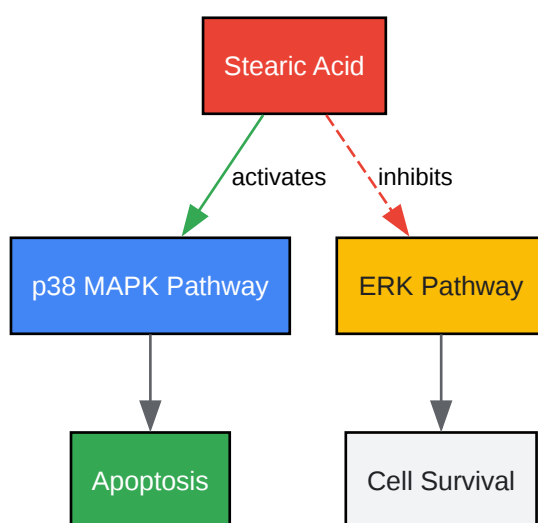 Stearic Acid
activates
inhibits
p38 MAPK Pathway
ERK Pathway
Apoptosis
Cell Survival